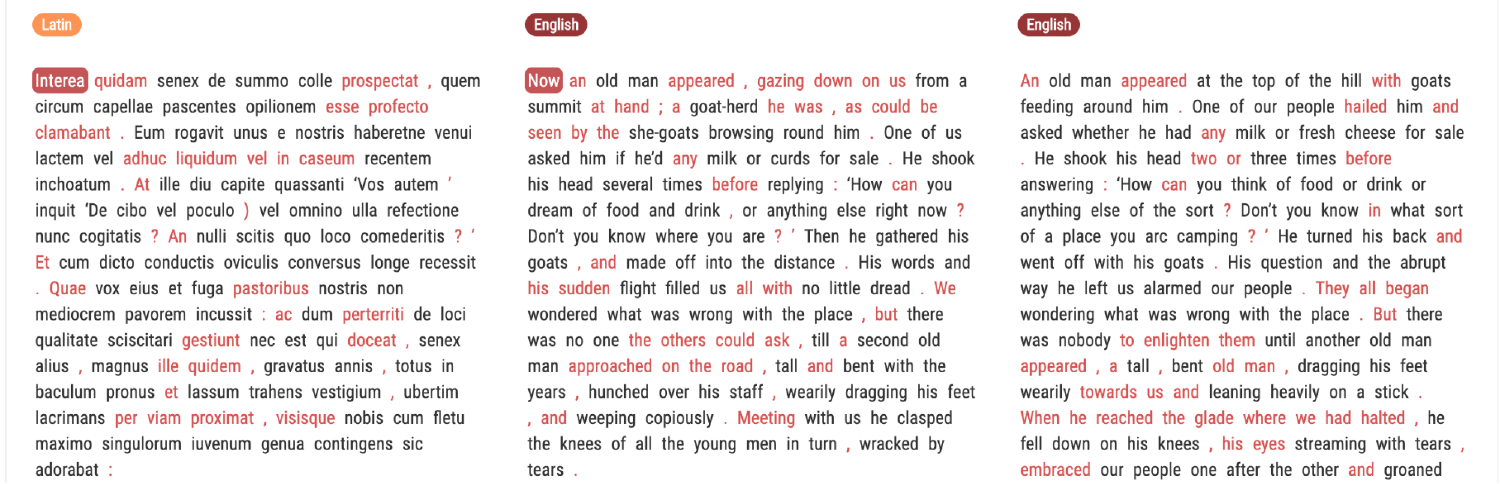 Latin
Interea quidam senex de summo colle prospectat , quem
circum capellae pascentes opilionem esse profecto
clamabant . Eum rogavit unus e nostris haberetne venui
lactem vel adhuc liquidum vel in caseum recentem
inchoatum . At ille diu capite quassanti ‘Vos autem ’
inquit ‘De cibo vel poculo ) vel omnino ulla refectione
nunc cogitatis ? An nulli scitis quo loco comederitis ? ’
Et cum dicto conductis oviculis conversus longe recessit
. Quae vox eius et fuga pastoribus nostris non
mediocrem pavorem incussit : ac dum perterriti de loci
qualitate sciscitari gestiunt nec est qui doceat , senex
alius , magnus ille quidem , gravatus annis , totus in
baculum pronus et lassum trahens vestigium , ubertim
lacrimans per viam proximat , visisque nobis cum fletu
maximo singulorum iuvenum genua contingens sic
adorabat :
English
Now an old man appeared , gazing down on us from a
summit at hand ; a goat-herd he was , as could be
seen by the she-goats browsing round him . One of us
asked him if he’d any milk or curds for sale . He shook
his head several times before replying : ‘How can you
dream of food and drink , or anything else right now ?
Don’t you know where you are ? ’ Then he gathered his
goats , and made off into the distance . His words and
his sudden flight filled us all with no little dread . We
wondered what was wrong with the place , but there
was no one the others could ask , till a second old
man approached on the road , tall and bent with the
years , hunched over his staff , wearily dragging his feet
, and weeping copiously . Meeting with us he clasped
the knees of all the young men in turn , wracked by
tears .
English
An old man appeared at the top of the hill with goats
feeding around him . One of our people hailed him and
asked whether he had any milk or fresh cheese for sale
. He shook his head two or three times before
answering : ‘How can you think of food or drink or
anything else of the sort ? Don’t you know in what sort
of a place you arc camping ? ’ He turned his back and
went off with his goats . His question and the abrupt
way he left us alarmed our people . They all began
wondering what was wrong with the place . But there
was nobody to enlighten them until another old man
appeared , a tall , bent old man , dragging his feet
wearily towards us and leaning heavily on a stick .
When he reached the glade where we had halted , he
fell down on his knees , his eyes streaming with tears ,
embraced our people one after the other and groaned